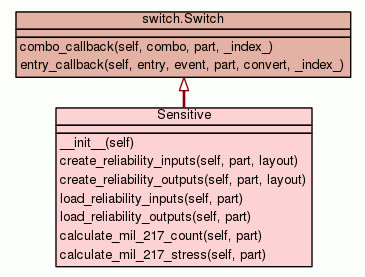 switch.Switch
combo_callback(self, combo, part, _index_)
entry_callback(self, entry, event, part, convert, _index_)
Sensitive
__init__(self)
create_reliability_inputs(self, part, layout)
create_reliability_outputs(self, part, layout)
load_reliability_inputs(self, part)
load_reliability_outputs(self, part)
calculate_mil_217_count(self, part)
calculate_mil_217_stress(self, part)